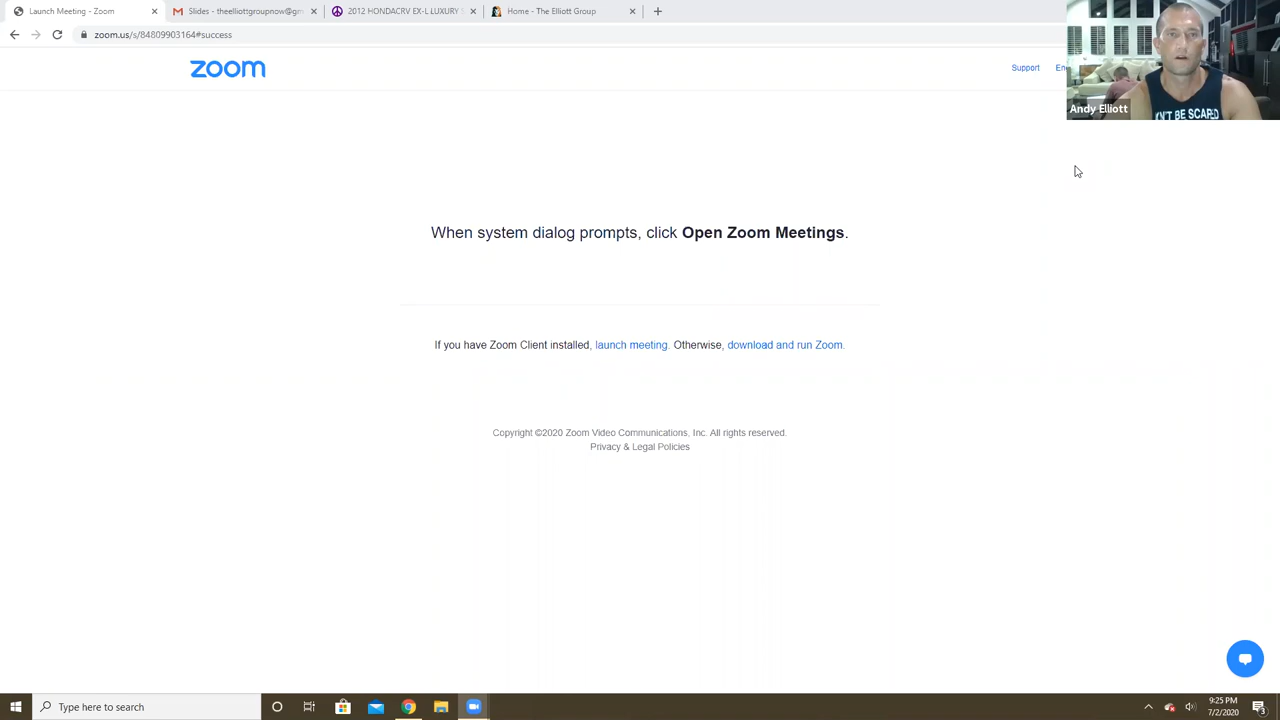 Launch Meeting - Zoom
Slides - theelliottgroupnow@gm
2012 HONDACRV EX-L LUXURY S
Home - The Elliott Group
zoom.us/s/84809903164#success
zoom
Support
Andy Elliott
N'T BE SCARED
When system dialog prompts, click Open Zoom Meetings.
If you have Zoom Client installed, launch meeting. Otherwise, download and run Zoom.
Copyright ©2020 Zoom Video Communications, Inc. All rights reserved.
Privacy & Legal Policies
Type here to search
9:25 PM
7/2/2020
3